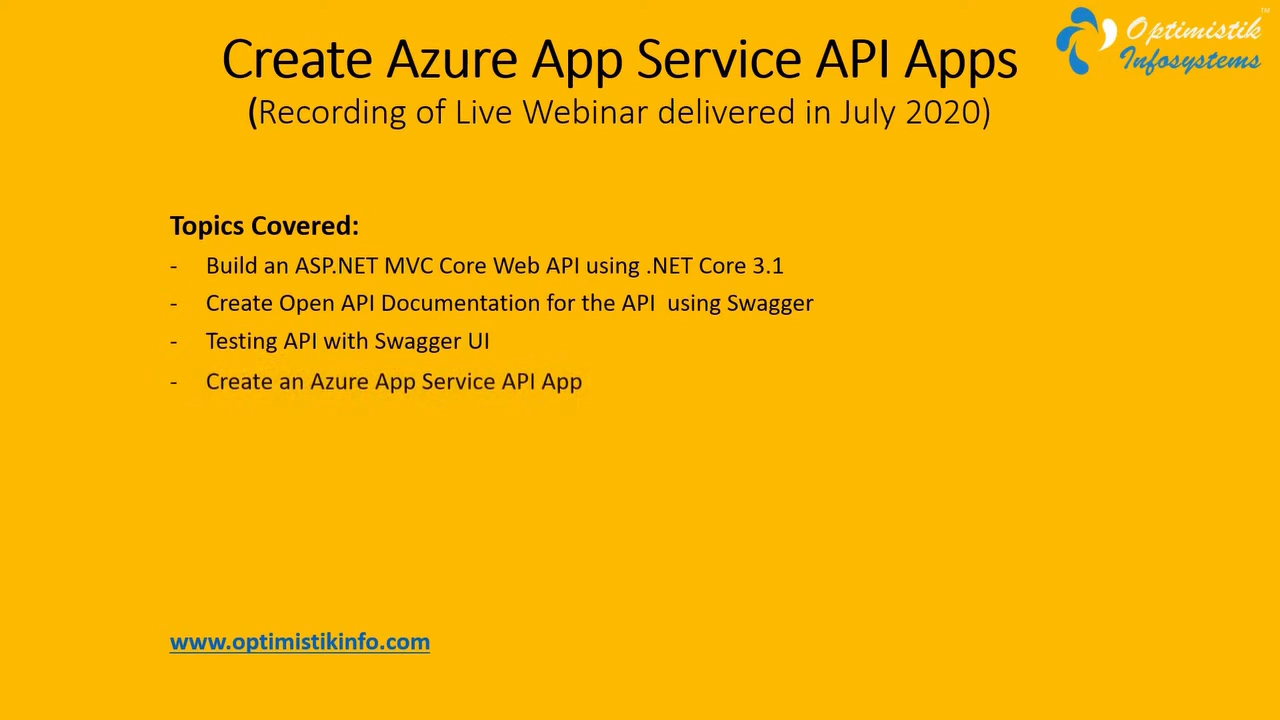 Create Azure App Service API Apps
(Recording of Live Webinar delivered in July 2020)
Optimistik
Infosystems
TM
Topics Covered:
- Build an ASP.NET MVC Core Web API using .NET Core 3.1
- Create Open API Documentation for the API  using Swagger
- Testing API with Swagger UI
- Create an Azure App Service API App
www.optimistikinfo.com